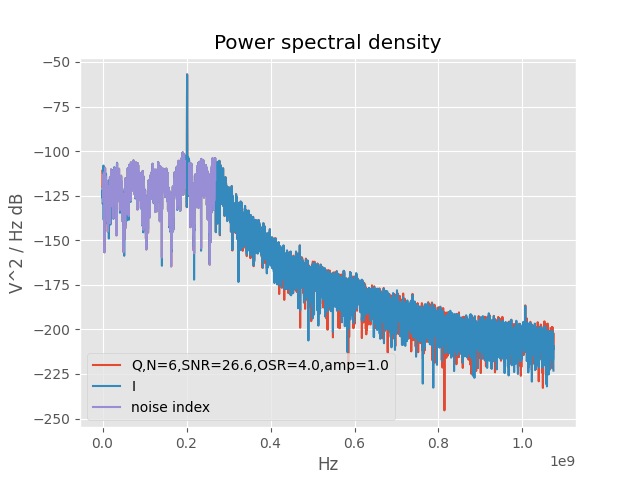 Power spectral density
V^2 / Hz dB
−50
−75
−100
−125
−150
−175
−200
−225
−250
Q,N=6,SNR=26.6,OSR=4.0,amp=1.0
I
noise index
0.0 0.2 0.4 0.6 0.8 1.0
1e9
Hz